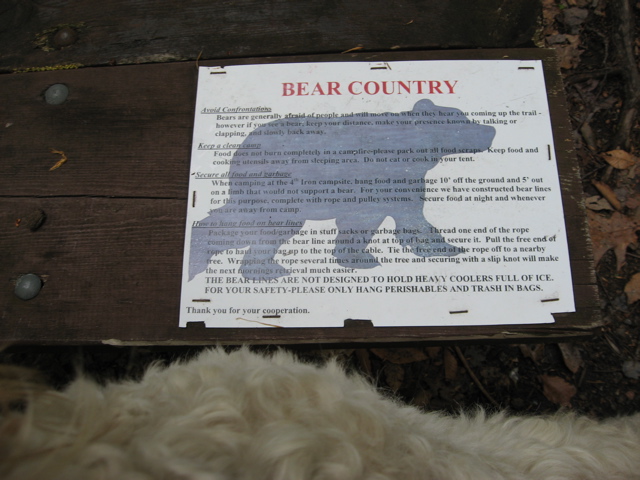 BEAR COUNTRY
Avoid Confrontations
Bears are generally afraid of people and will move on when they hear you coming up the trail -
however if you see a bear, keep your distance, make your presence known by talking or
clapping, and slowly back away.
Keep a clean camp
Food does not burn completely in a campfire-please pack out all food scraps. Keep food and
cooking utensils away from sleeping area. Do not eat or cook in your tent.
Secure all food and garbage
When camping at the 4th Iron campsite, hang food and garbage 10' off the ground and 5' out
on a limb that would not support a bear. For your convenience we have constructed bear lines
for this purpose, complete with rope and pulley systems. Secure food at night and whenever
you are away from camp.
How to hang food on bear lines
Package your food/garbage in stuff sacks or garbage bags. Thread one end of the rope
coming down from the bear line around a knot at top of bag and secure it. Pull the free end of
rope to haul your bag up to the top of the cable. Tie the free end of the rope off to a nearby
tree. Wrapping the rope several times around the tree and securing with a slip knot will make
the next mornings retrieval much easier.
THE BEAR LINES ARE NOT DESIGNED TO HOLD HEAVY COOLERS FULL OF ICE.
FOR YOUR SAFETY-PLEASE ONLY HANG PERISHABLES AND TRASH IN BAGS.
Thank you for your cooperation.